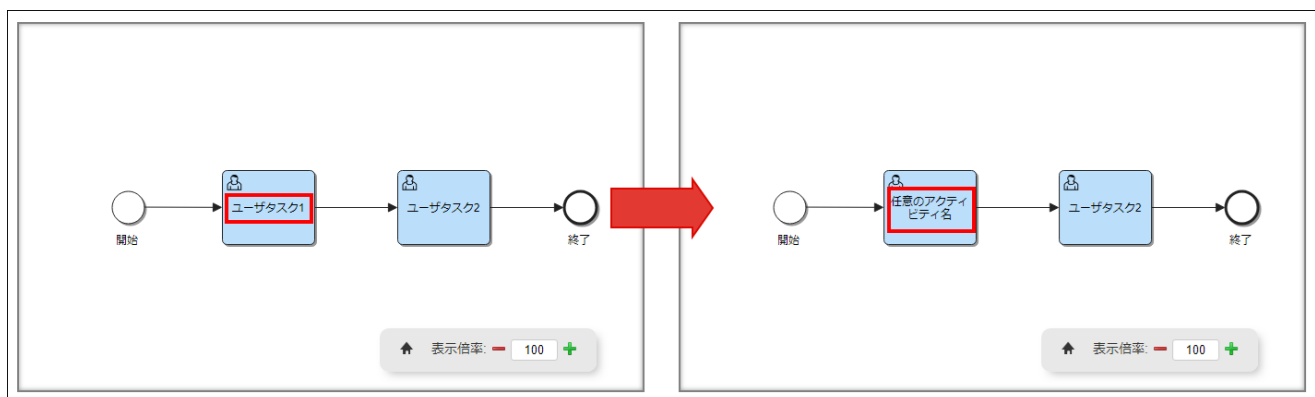 ユーザタスク1
ユーザタスク2
開始
終了
表示倍率:
100
任意のアクティ
ビティ名
ユーザタスク2
開始
終了
表示倍率:
100